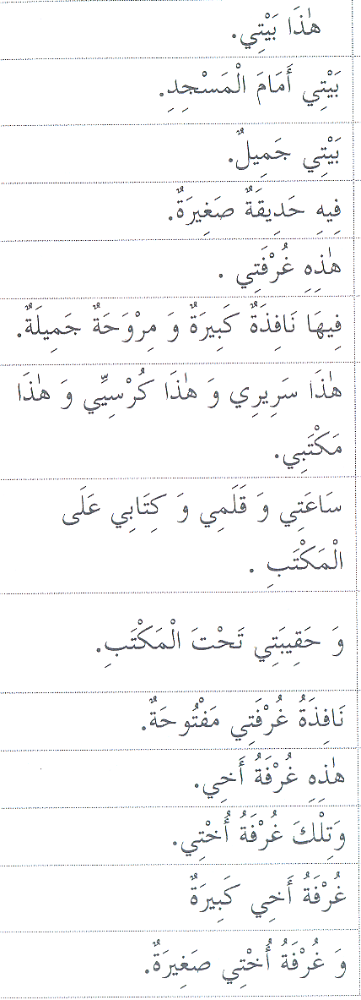 هٰذَا بَيْتِي.
بَيْتِي أَمَامَ الْمَسْجِدِ.
بَيْتِي جَمِيلٌ.
فِيهِ حَدِيقَةٌ صَغِيرَةٌ.
هٰذِهِ غُرْفَتِي .
فِيهَا نَافِذَةٌ كَبِيرَةٌ وَ مِرْوَحَةٌ جَمِيلَةٌ.
هٰذَا سَرِيرِي وَ هٰذَا كُرْسِيِّي وَ هٰذَا
مَكْتَبِي.
سَاعَتِي وَ قَلَمِي وَ كِتَابِي عَلَى
الْمَكْتَبِ .
وَ حَقِيبَتِي تَحْتَ الْمَكْتَبِ.
نَافِذَةُ غُرْفَتِي مَفْتُوحَةٌ.
هٰذِهِ غُرْفَةُ أَخِي.
وَتِلْكَ غُرْفَةُ أُخْتِي.
غُرْفَةُ أَخِي كَبِيرَةٌ
وَ غُرْفَةُ أُخْتِي صَغِيرَةٌ.